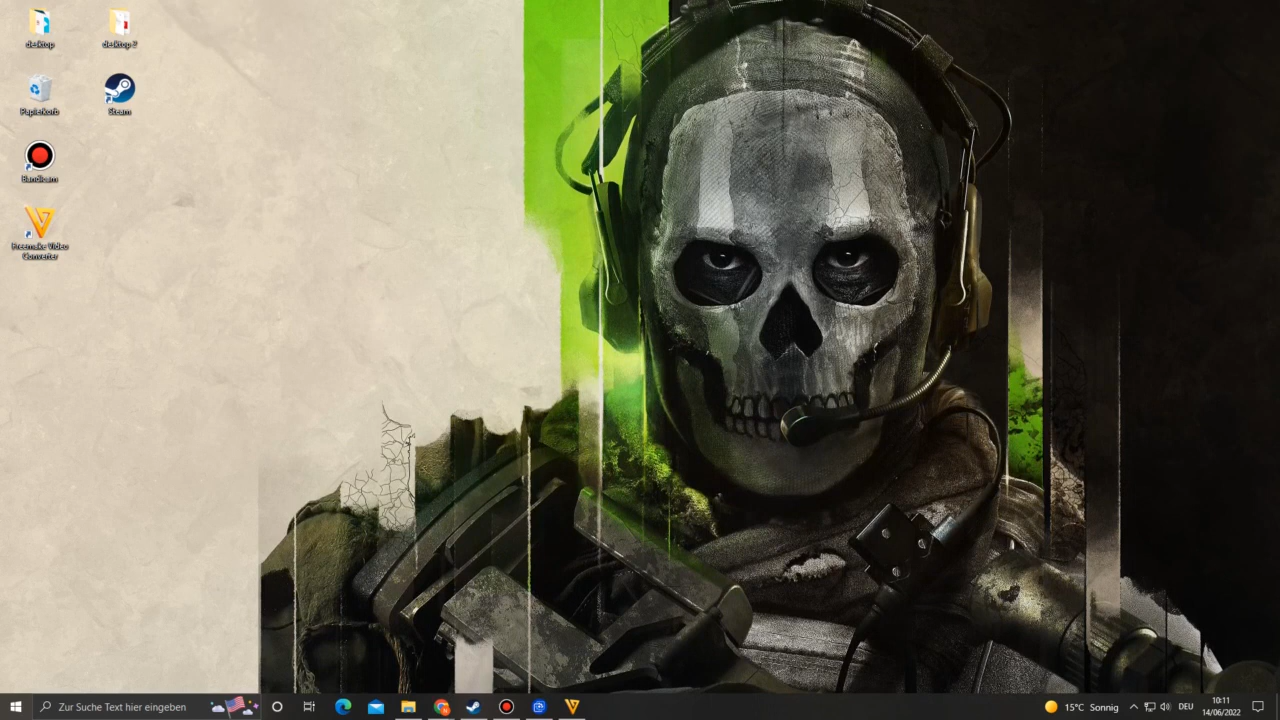 desktop
desktop 2
Papierkorb
Steam
Bandicam
Freemake Video
Converter
Zur Suche Text hier eingeben
15°C Sonnig
DEU
10:11
14/06/2022